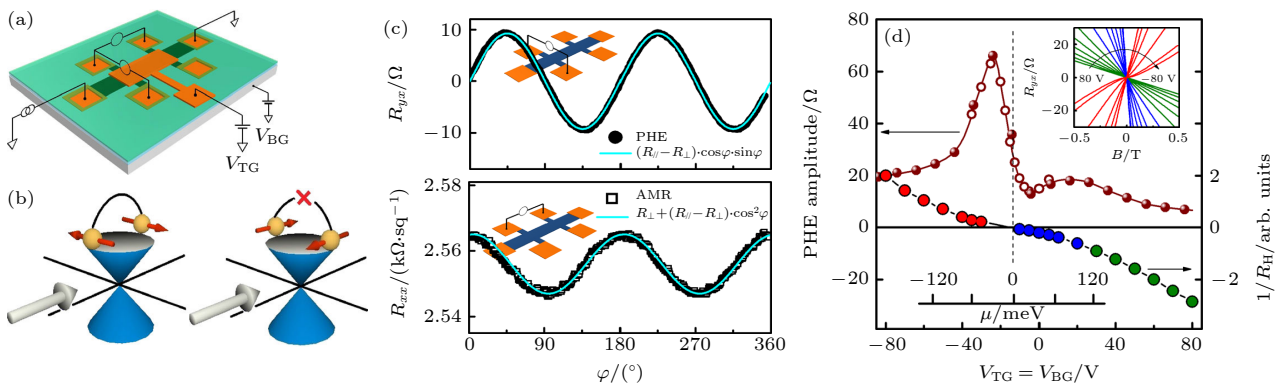 (a)
V_BG
V_TG
(b)
(c)
10
0
−10
R_yx/Ω
PHE
(R_//−R_⊥)·cosφ·sinφ
2.58
2.56
2.54
R_xx/(kΩ·sq⁻¹)
AMR
R_⊥+(R_//−R_⊥)·cos²φ
0 90 180 270 360
φ/(°)
(d)
80
60
40
20
0
−20
PHE amplitude/Ω
20
0
−20
R_yx/Ω
80 V
−80 V
−0.5 0 0.5
B/T
2
0
−2
1/R_H/arb. units
−120 0 120
μ/meV
−80 −40 0 40 80
V_TG = V_BG/V